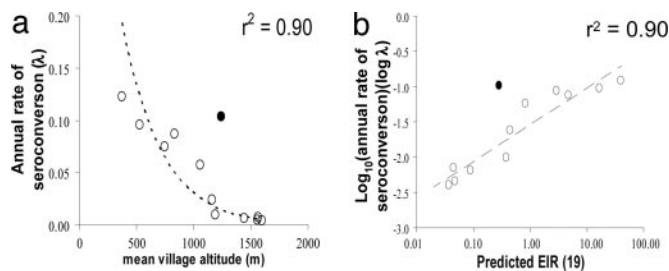 a
r² = 0.90
Annual rate of
seroconverson (λ)
0.20
0.15
0.10
0.05
0.00
0
500
1000
1500
2000
mean village altitude (m)
b
r² = 0.90
Log₁₀(annual rate of
seroconversion)(log λ)
0.0
-0.5
-1.0
-1.5
-2.0
-2.5
-3.0
0.01
0.10
1.00
10.00
100.00
Predicted EIR (19)